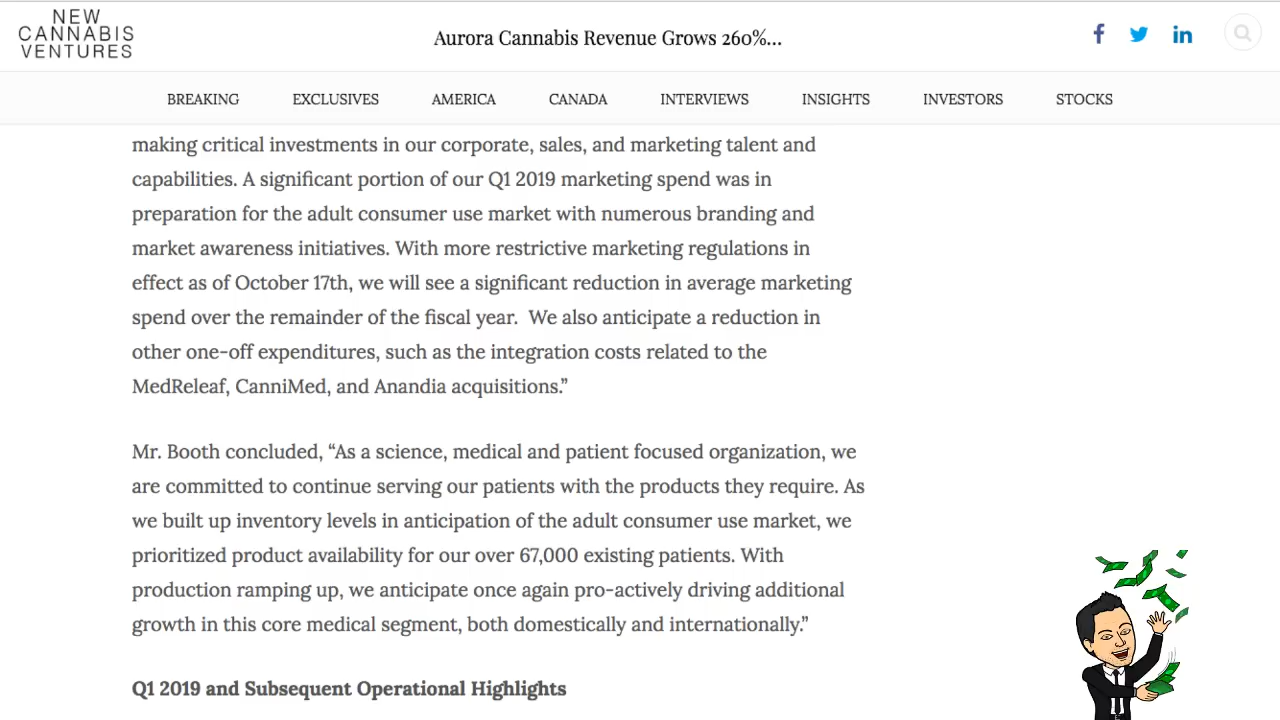 NEW
CANNABIS
VENTURES
Aurora Cannabis Revenue Grows 260%...
BREAKING EXCLUSIVES AMERICA CANADA INTERVIEWS INSIGHTS INVESTORS STOCKS
making critical investments in our corporate, sales, and marketing talent and
capabilities. A significant portion of our Q1 2019 marketing spend was in
preparation for the adult consumer use market with numerous branding and
market awareness initiatives. With more restrictive marketing regulations in
effect as of October 17th, we will see a significant reduction in average marketing
spend over the remainder of the fiscal year.  We also anticipate a reduction in
other one-off expenditures, such as the integration costs related to the
MedReleaf, CanniMed, and Anandia acquisitions.”
Mr. Booth concluded, “As a science, medical and patient focused organization, we
are committed to continue serving our patients with the products they require. As
we built up inventory levels in anticipation of the adult consumer use market, we
prioritized product availability for our over 67,000 existing patients. With
production ramping up, we anticipate once again pro-actively driving additional
growth in this core medical segment, both domestically and internationally.”
Q1 2019 and Subsequent Operational Highlights